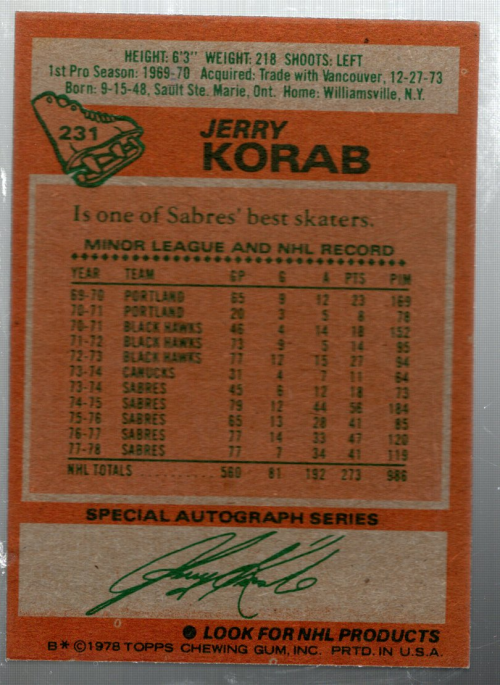 HEIGHT: 6'3" WEIGHT: 218 SHOOTS: LEFT
1st Pro Season: 1969-70 Acquired: Trade with Vancouver, 12-27-73
Born: 9-15-48, Sault Ste. Marie, Ont. Home: Williamsville, N.Y.
231
JERRY
KORAB
Is one of Sabres' best skaters.
MINOR LEAGUE AND NHL RECORD
YEAR TEAM GP G A PTS PIM
69-70 PORTLAND 65 9 12 23 169
70-71 PORTLAND 20 3 5 8 78
70-71 BLACK HAWKS 46 4 14 18 152
71-72 BLACK HAWKS 73 9 5 14 95
72-73 BLACK HAWKS 77 12 15 27 94
73-74 CANUCKS 31 4 7 11 64
73-74 SABRES 45 6 12 18 73
74-75 SABRES 79 12 44 56 184
75-76 SABRES 65 13 28 41 85
76-77 SABRES 77 14 33 47 120
77-78 SABRES 77 7 34 41 119
NHL TOTALS ........ 560 81 192 273 986
SPECIAL AUTOGRAPH SERIES
Jerry Korab
LOOK FOR NHL PRODUCTS
B* ©1978 TOPPS CHEWING GUM, INC. PRTD. IN U.S.A.